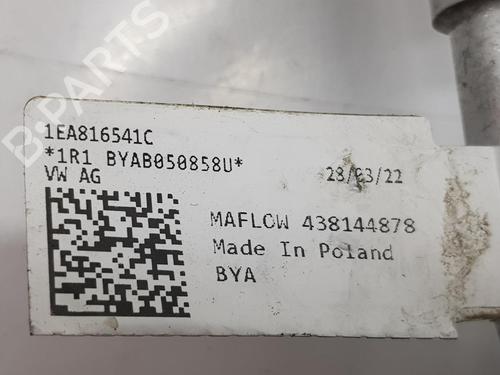 B-PARTS
1EA816541C
*1R1 BYAB050858U*
VW AG
28/03/22
MAFLOW 438144878
Made In Poland
BYA